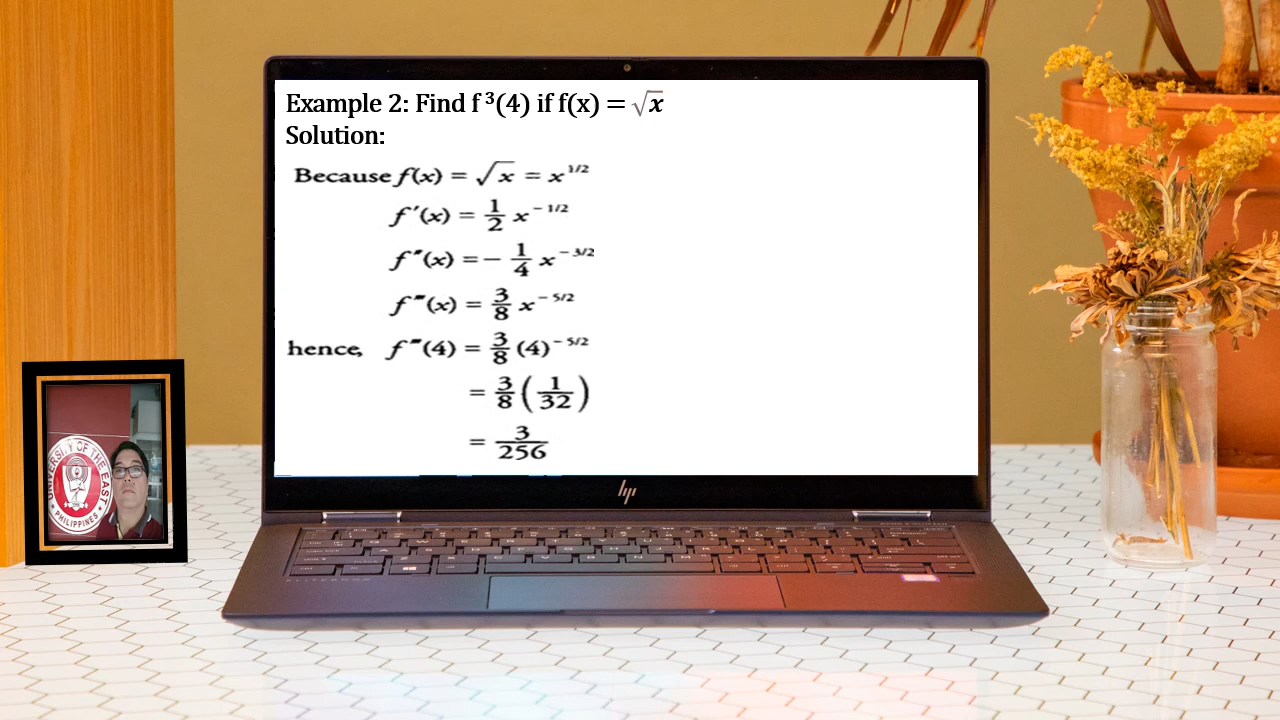 Example 2: Find f ³(4) if f(x) = √x
Solution:
Because f(x) = √x = x^1/2
f′(x) = 1/2 x^-1/2
f″(x) = - 1/4 x^-3/2
f‴(x) = 3/8 x^-5/2
hence, f‴(4) = 3/8 (4)^-5/2
= 3/8 (1/32)
= 3/256
hp
UNIVERSITY OF THE EAST
PHILIPPINES